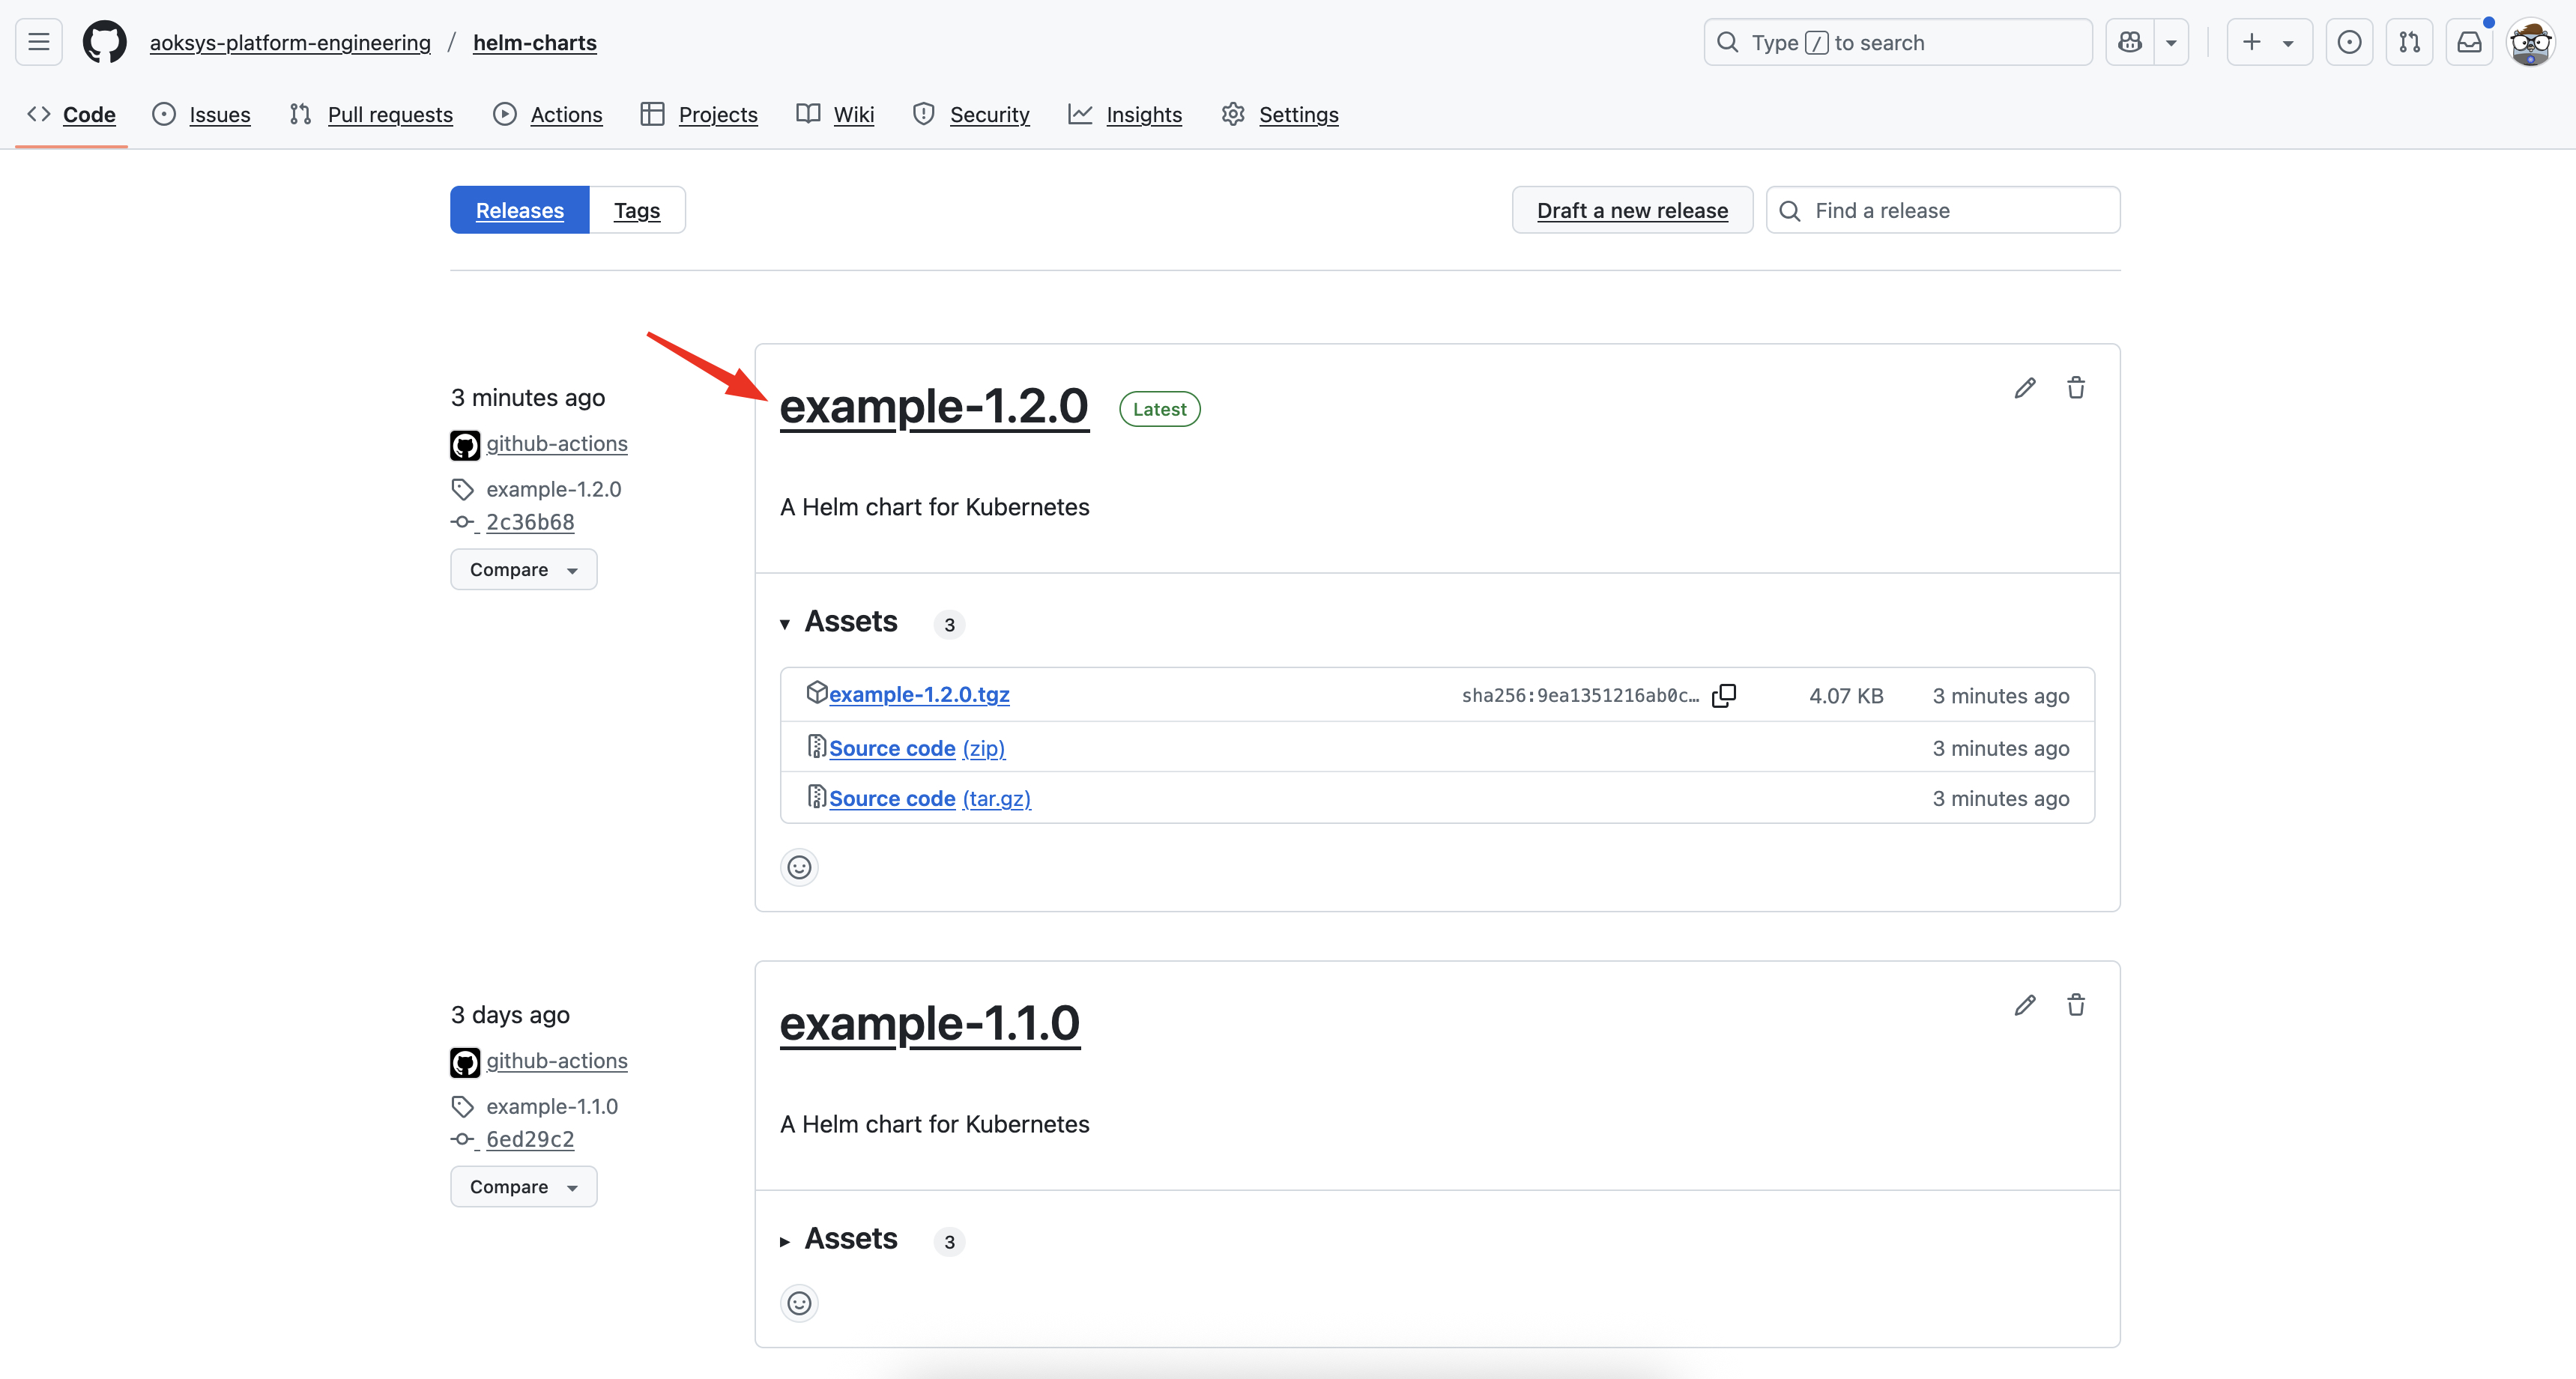 aoksys-platform-engineering / helm-charts
Type / to search
Code Issues Pull requests Actions Projects Wiki Security Insights Settings
Releases Tags
Draft a new release
Find a release
3 minutes ago
github-actions
example-1.2.0
2c36b68
Compare
example-1.2.0 Latest
A Helm chart for Kubernetes
Assets 3
example-1.2.0.tgz sha256:9ea1351216ab0c… 4.07 KB 3 minutes ago
Source code (zip) 3 minutes ago
Source code (tar.gz) 3 minutes ago
3 days ago
github-actions
example-1.1.0
6ed29c2
Compare
example-1.1.0
A Helm chart for Kubernetes
Assets 3